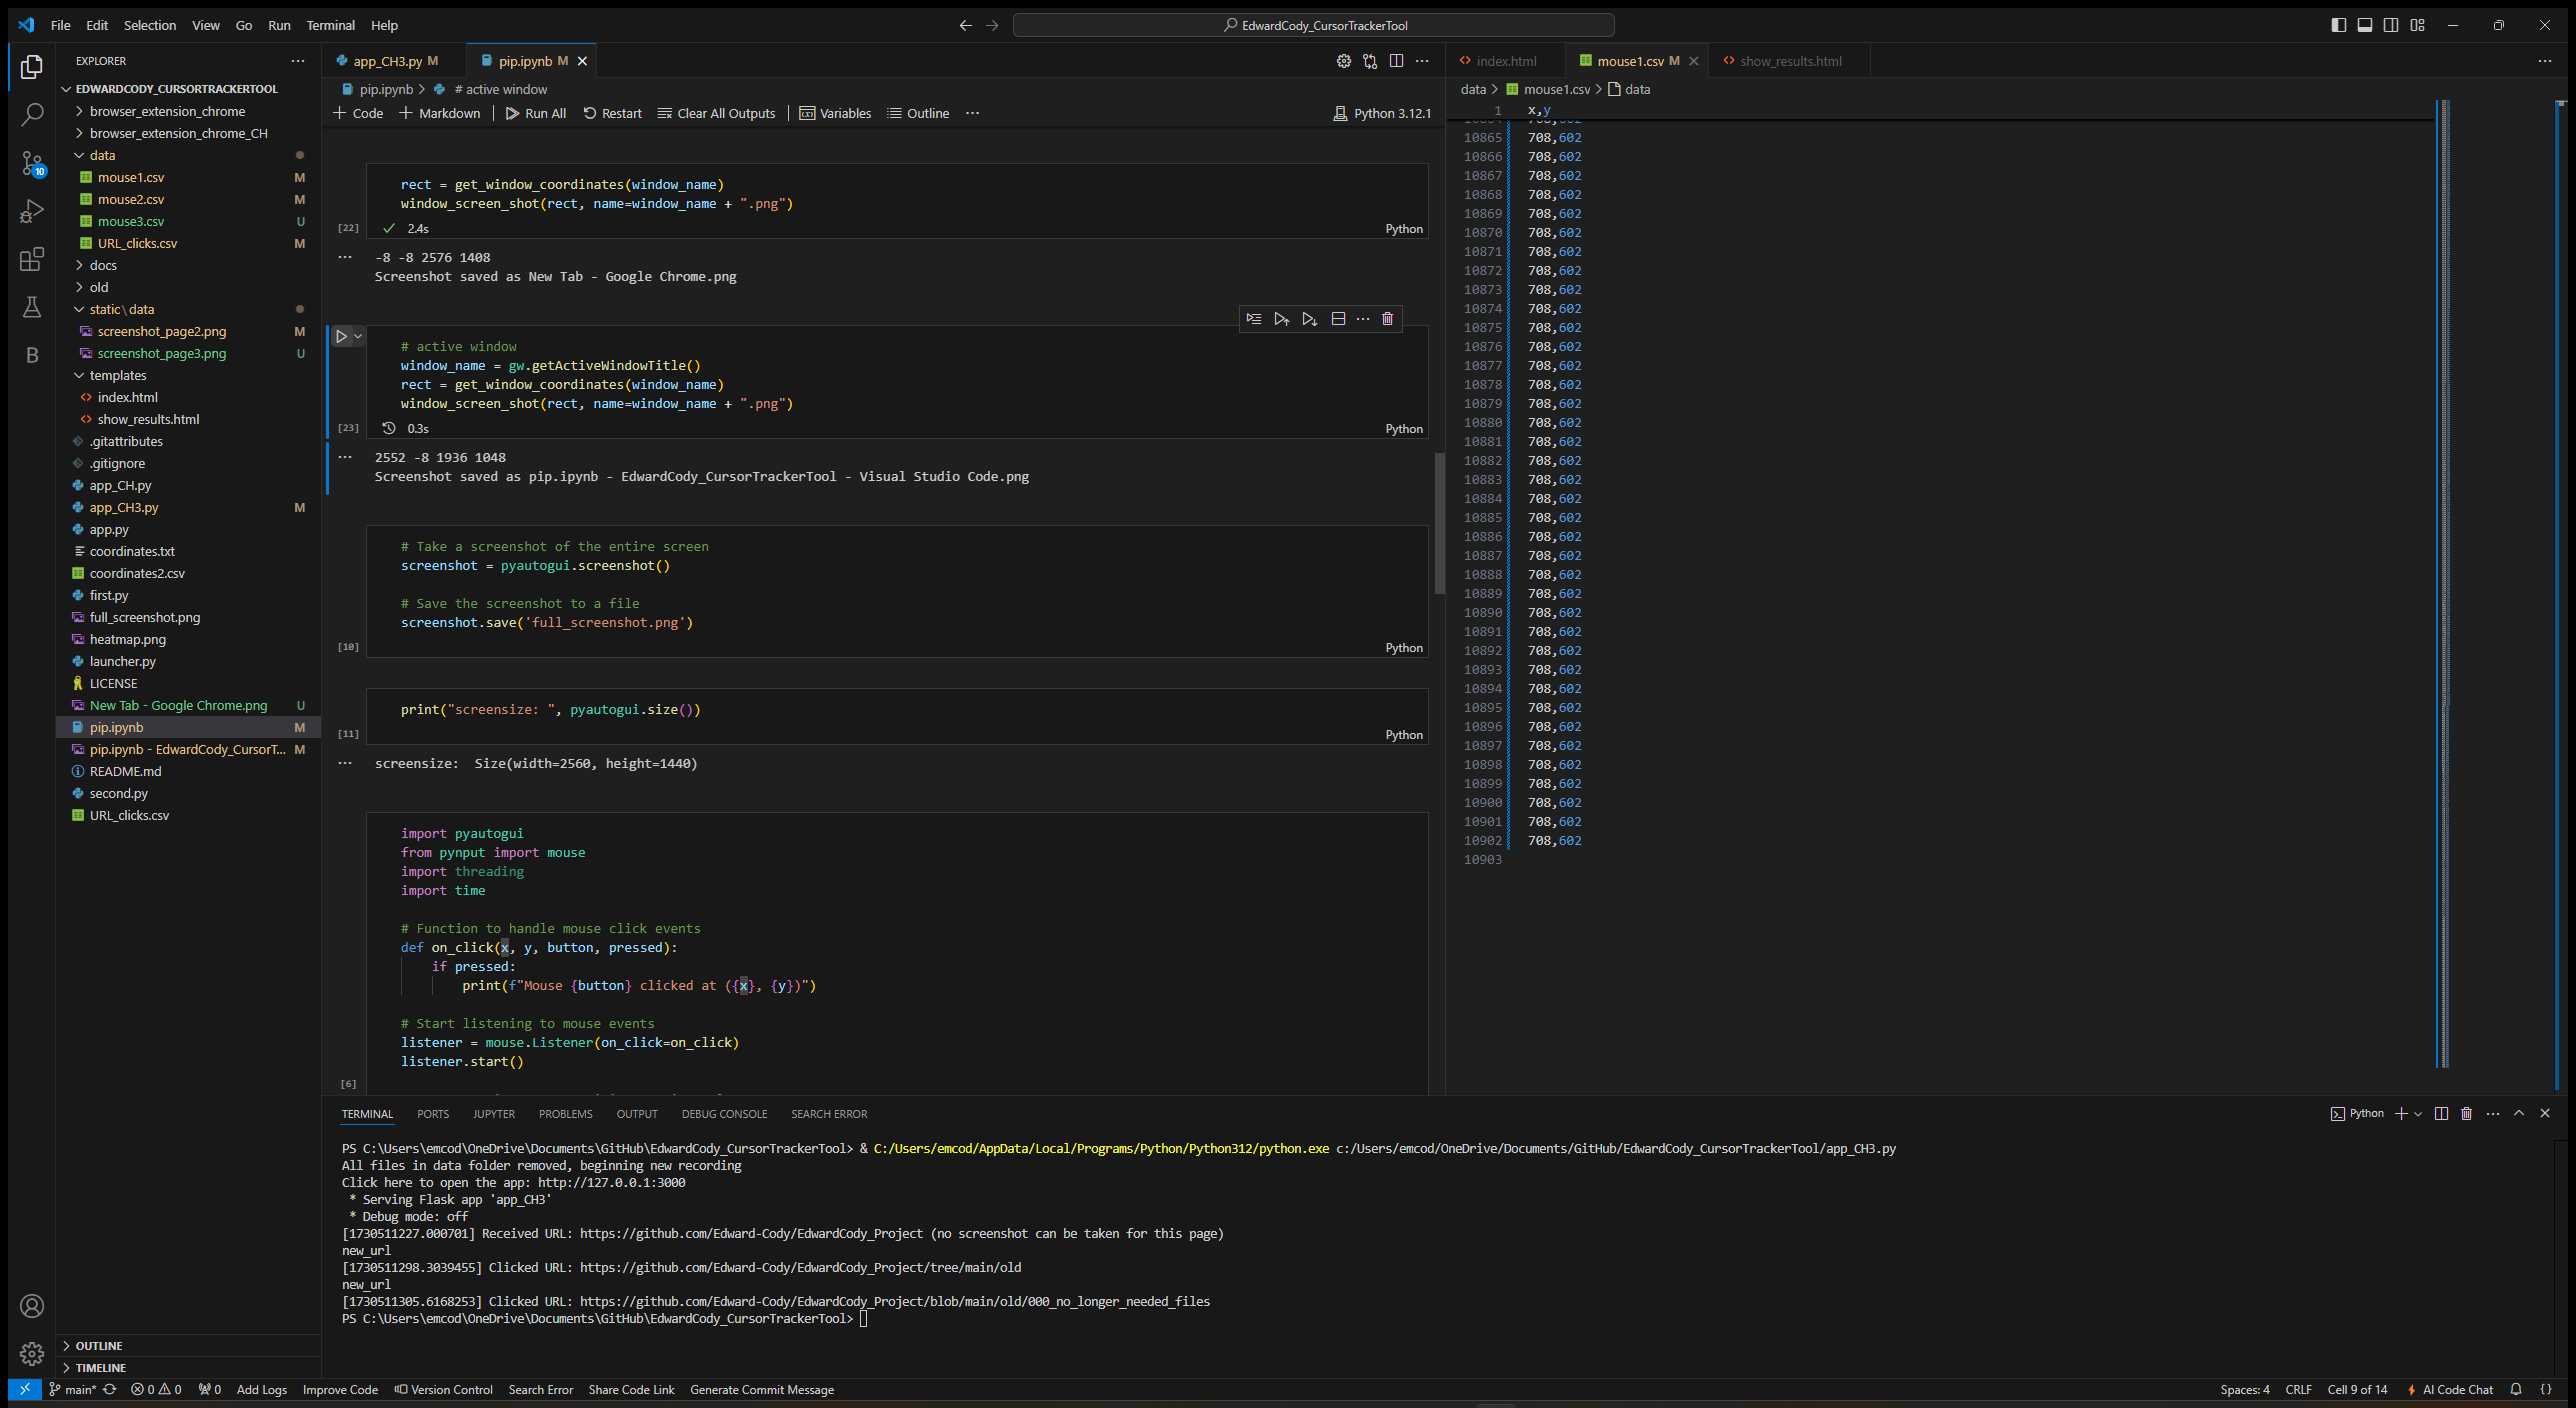 File Edit Selection View Go Run Terminal Help
EdwardCody_CursorTrackerTool
EXPLORER
EDWARDCODY_CURSORTRACKERTOOL
browser_extension_chrome
browser_extension_chrome_CH
data
mouse1.csv M
mouse2.csv M
mouse3.csv U
URL_clicks.csv M
docs
old
static\data
screenshot_page2.png M
screenshot_page3.png U
templates
index.html
show_results.html
.gitattributes
.gitignore
app_CH.py
app_CH3.py M
app.py
coordinates.txt
coordinates2.csv
first.py
full_screenshot.png
heatmap.png
launcher.py
LICENSE
New Tab - Google Chrome.png U
pip.ipynb M
pip.ipynb - EdwardCody_CursorT... M
README.md
second.py
URL_clicks.csv
OUTLINE
TIMELINE
10
B
app_CH3.py M
pip.ipynb M
pip.ipynb > # active window
Code Markdown Run All Restart Clear All Outputs Variables Outline ...
Python 3.12.1
rect = get_window_coordinates(window_name)
window_screen_shot(rect, name=window_name + ".png")
[22] 2.4s Python
-8 -8 2576 1408
Screenshot saved as New Tab - Google Chrome.png
# active window
window_name = gw.getActiveWindowTitle()
rect = get_window_coordinates(window_name)
window_screen_shot(rect, name=window_name + ".png")
[23] 0.3s Python
2552 -8 1936 1048
Screenshot saved as pip.ipynb - EdwardCody_CursorTrackerTool - Visual Studio Code.png
# Take a screenshot of the entire screen
screenshot = pyautogui.screenshot()
# Save the screenshot to a file
screenshot.save('full_screenshot.png')
[10] Python
print("screensize: ", pyautogui.size())
[11] Python
screensize:  Size(width=2560, height=1440)
import pyautogui
from pynput import mouse
import threading
import time
# Function to handle mouse click events
def on_click(x, y, button, pressed):
if pressed:
print(f"Mouse {button} clicked at ({x}, {y})")
# Start listening to mouse events
listener = mouse.Listener(on_click=on_click)
listener.start()
[6]
index.html
mouse1.csv M
show_results.html
data > mouse1.csv > data
1 x,y
10865 708,602
10866 708,602
10867 708,602
10868 708,602
10869 708,602
10870 708,602
10871 708,602
10872 708,602
10873 708,602
10874 708,602
10875 708,602
10876 708,602
10877 708,602
10878 708,602
10879 708,602
10880 708,602
10881 708,602
10882 708,602
10883 708,602
10884 708,602
10885 708,602
10886 708,602
10887 708,602
10888 708,602
10889 708,602
10890 708,602
10891 708,602
10892 708,602
10893 708,602
10894 708,602
10895 708,602
10896 708,602
10897 708,602
10898 708,602
10899 708,602
10900 708,602
10901 708,602
10902 708,602
10903
TERMINAL PORTS JUPYTER PROBLEMS OUTPUT DEBUG CONSOLE SEARCH ERROR
Python
PS C:\Users\emcod\OneDrive\Documents\GitHub\EdwardCody_CursorTrackerTool> & C:/Users/emcod/AppData/Local/Programs/Python/Python312/python.exe c:/Users/emcod/OneDrive/Documents/GitHub/EdwardCody_CursorTrackerTool/app_CH3.py
All files in data folder removed, beginning new recording
Click here to open the app: http://127.0.0.1:3000
* Serving Flask app 'app_CH3'
* Debug mode: off
[1730511227.000701] Received URL: https://github.com/Edward-Cody/EdwardCody_Project (no screenshot can be taken for this page)
new_url
[1730511298.3039455] Clicked URL: https://github.com/Edward-Cody/EdwardCody_Project/tree/main/old
new_url
[1730511305.6168253] Clicked URL: https://github.com/Edward-Cody/EdwardCody_Project/blob/main/old/000_no_longer_needed_files
PS C:\Users\emcod\OneDrive\Documents\GitHub\EdwardCody_CursorTrackerTool>
main* 0 0 0 Add Logs Improve Code Version Control Search Error Share Code Link Generate Commit Message
Spaces: 4 CRLF Cell 9 of 14 AI Code Chat {}